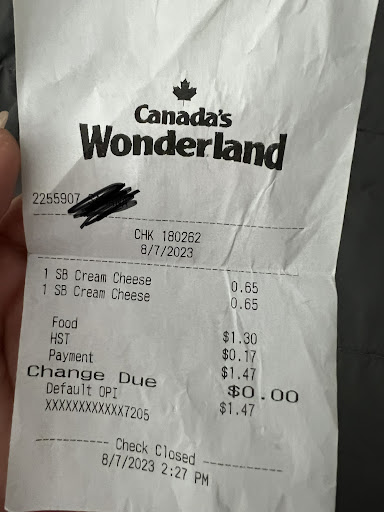 Canada's
Wonderland
2255907
CHK 180262
8/7/2023
1 SB Cream Cheese 0.65
1 SB Cream Cheese 0.65
Food $1.30
HST $0.17
Payment $1.47
Change Due $0.00
Default OPI $1.47
XXXXXXXXXXXX7205
Check Closed
8/7/2023 2:27 PM